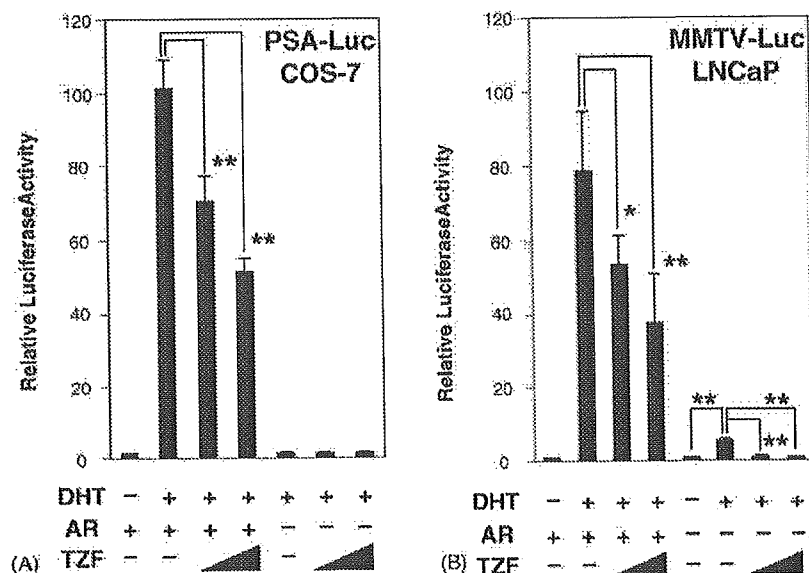 PSA-Luc
COS-7
Relative LuciferaseActivity
120
100
80
60
40
20
0
**
**
DHT − + + + + + +
AR + + + + − − −
TZF − − −
(A)
MMTV-Luc
LNCaP
Relative LuciferaseActivity
120
100
80
60
40
20
0
*
**
** **
**
DHT − + + + − + + +
AR + + + + − − − −
TZF − − − −
(B)